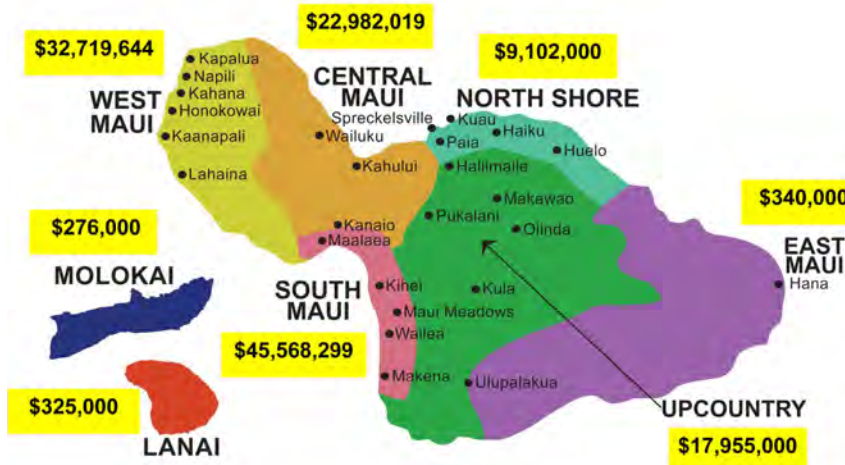 $22,982,019
$32,719,644
$9,102,000
Kapalua
Napili
Kahana
Honokowai
Kaanapali
Lahaina
WEST
MAUI
CENTRAL
MAUI
Spreckelsville
Wailuku
Kahului
Kanaio
Maalaea
NORTH SHORE
Kuau
Paia
Haiku
Huelo
Haliimaile
Makawao
Pukalani
Olinda
$340,000
EAST
MAUI
Hana
$276,000
MOLOKAI
SOUTH
MAUI
Kihei
Kula
Maui Meadows
Wailea
$45,568,299
Makena
Ulupalakua
$325,000
LANAI
UPCOUNTRY
$17,955,000